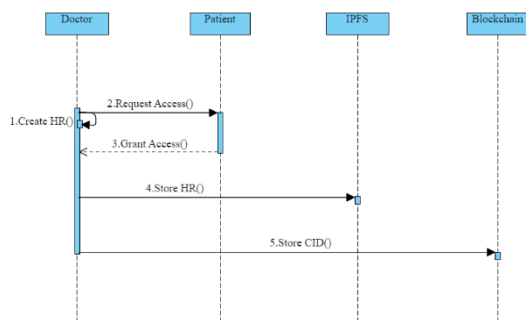 Doctor
Patient
IPFS
Blockchain
2.Request Access()
1.Create HR()
3.Grant Access()
4.Store HR()
5.Store CID()